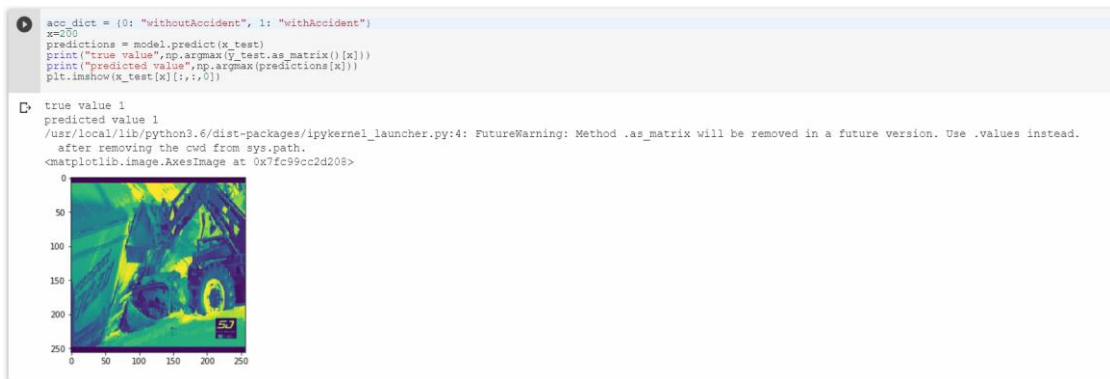 acc_dict = {0: "withoutAccident", 1: "withAccident"}
x=200
predictions = model.predict(x_test)
print("true value",np.argmax(y_test.as_matrix()[x]))
print("predicted value",np.argmax(predictions[x]))
plt.imshow(x_test[x][:,:,0])
true value 1
predicted value 1
/usr/local/lib/python3.6/dist-packages/ipykernel_launcher.py:4: FutureWarning: Method .as_matrix will be removed in a future version. Use .values instead.
after removing the cwd from sys.path.
<matplotlib.image.AxesImage at 0x7fc99cc2d208>
0
50
100
150
200
250
0 50 100 150 200 250